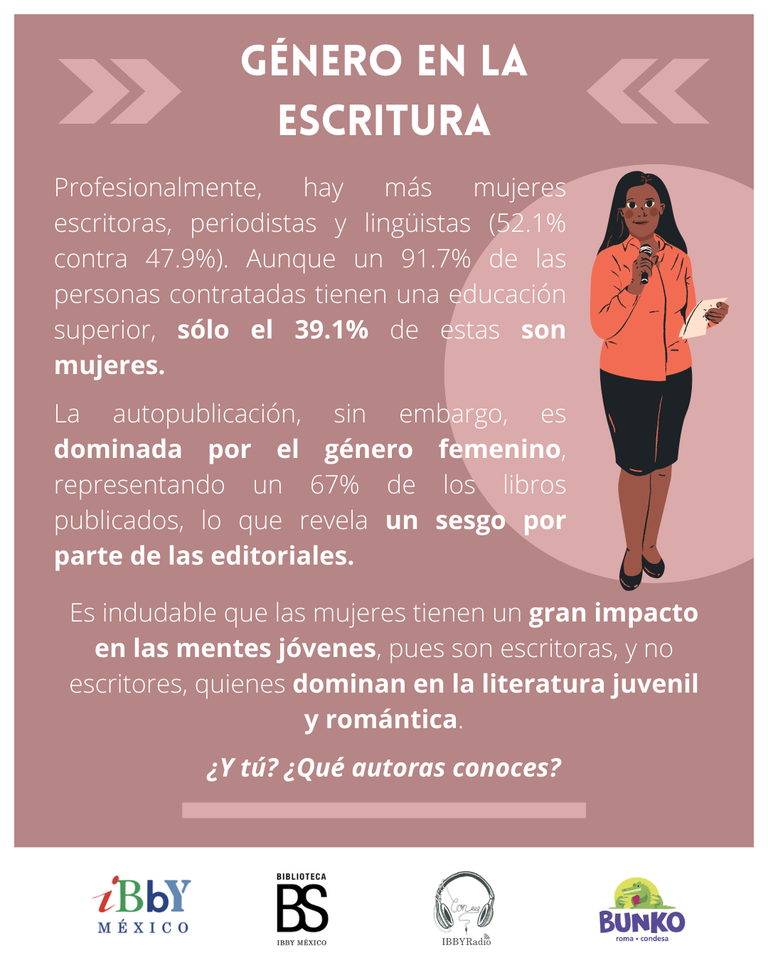 GÉNERO EN LA
ESCRITURA
Profesionalmente, hay más mujeres
escritoras, periodistas y lingüistas (52.1%
contra 47.9%). Aunque un 91.7% de las
personas contratadas tienen una educación
superior, sólo el 39.1% de estas son
mujeres.
La autopublicación, sin embargo, es
dominada por el género femenino,
representando un 67% de los libros
publicados, lo que revela un sesgo por
parte de las editoriales.
Es indudable que las mujeres tienen un gran impacto
en las mentes jóvenes, pues son escritoras, y no
escritores, quienes dominan en la literatura juvenil
y romántica.
¿Y tú? ¿Qué autoras conoces?
iBbY
MÉXICO
BIBLIOTECA
BS
IBBY MÉXICO
IBBYRadio
BUNKO
roma • condesa